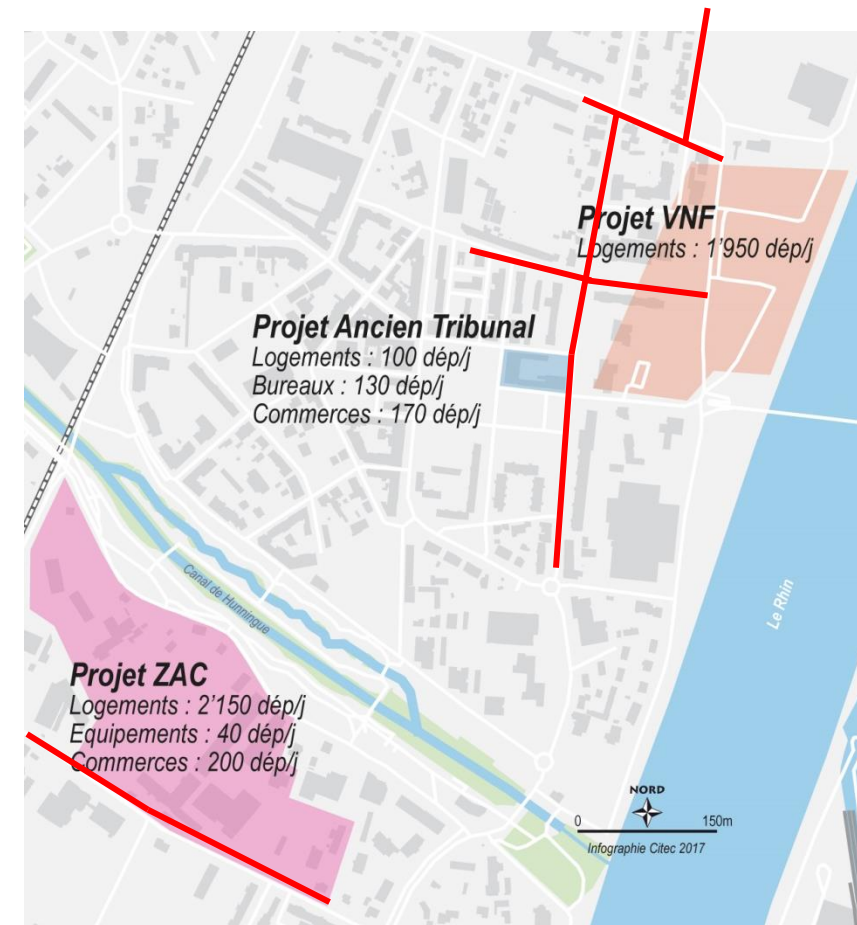 Projet VNF
Logements : 1'950 dép/j
Projet Ancien Tribunal
Logements : 100 dép/j
Bureaux : 130 dép/j
Commerces : 170 dép/j
Canal de Hunningue
Le Rhin
Projet ZAC
Logements : 2'150 dép/j
Equipements : 40 dép/j
Commerces : 200 dép/j
NORD
0 150m
Infographie Citec 2017